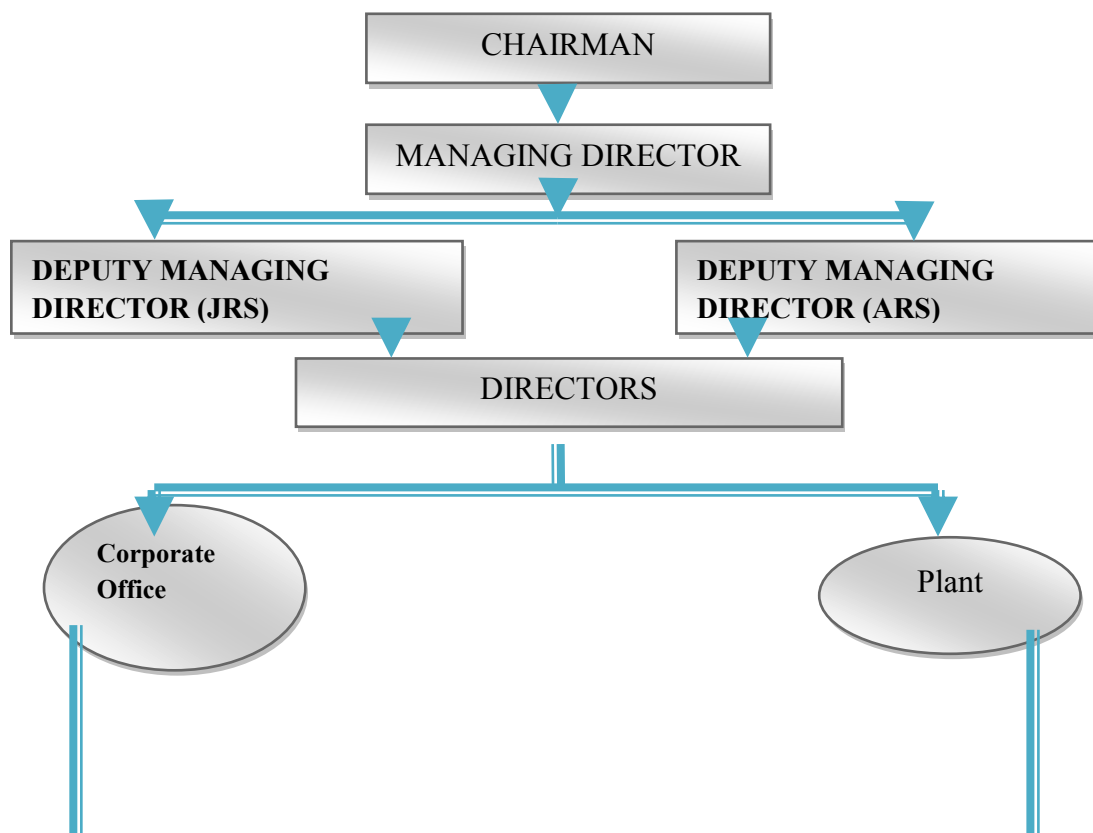 CHAIRMAN
MANAGING DIRECTOR
DEPUTY MANAGING
DIRECTOR (JRS)
DEPUTY MANAGING
DIRECTOR (ARS)
DIRECTORS
Corporate
Office
Plant